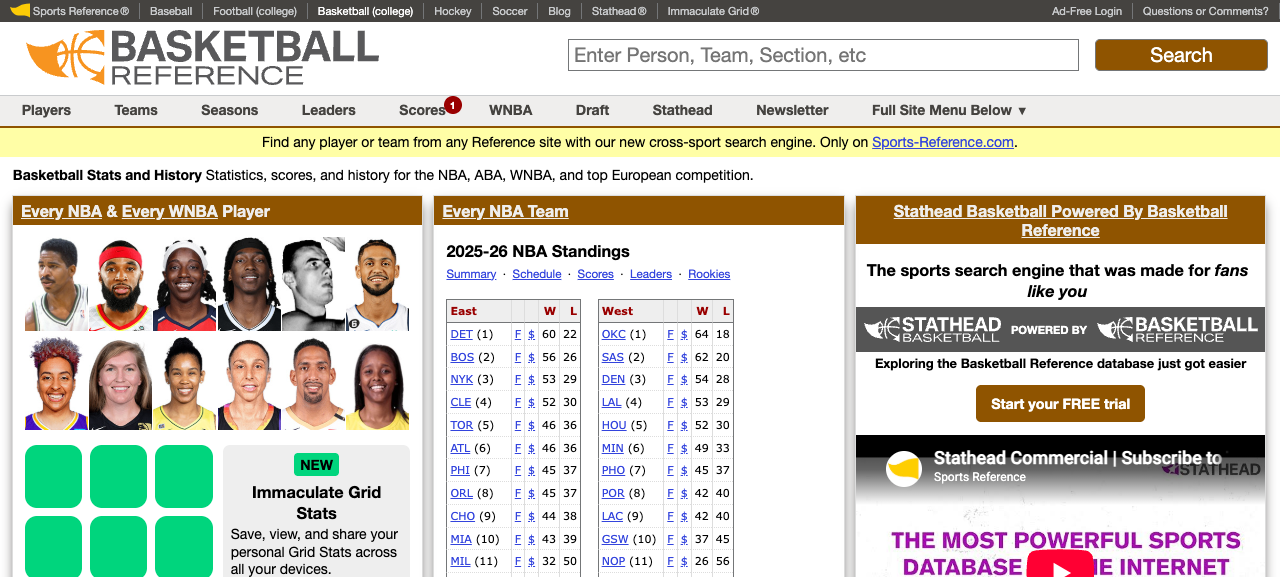 Sports Reference®
Baseball
Football (college)
Basketball (college)
Hockey
Soccer
Blog
Stathead®
Immaculate Grid®
Ad-Free Login
Questions or Comments?
BASKETBALL
REFERENCE
Enter Person, Team, Section, etc
Search
Players
Teams
Seasons
Leaders
Scores
1
WNBA
Draft
Stathead
Newsletter
Full Site Menu Below ▼
Find any player or team from any Reference site with our new cross-sport search engine. Only on Sports-Reference.com.
Basketball Stats and History Statistics, scores, and history for the NBA, ABA, WNBA, and top European competition.
Every NBA & Every WNBA Player
NEW
Immaculate Grid
Stats
Save, view, and share your
personal Grid Stats across
all your devices.
Every NBA Team
2025-26 NBA Standings
Summary · Schedule · Scores · Leaders · Rookies
East W L
DET (1) F $ 60 22
BOS (2) F $ 56 26
NYK (3) F $ 53 29
CLE (4) F $ 52 30
TOR (5) F $ 46 36
ATL (6) F $ 46 36
PHI (7) F $ 45 37
ORL (8) F $ 45 37
CHO (9) F $ 44 38
MIA (10) F $ 43 39
MIL (11) F $ 32 50
West W L
OKC (1) F $ 64 18
SAS (2) F $ 62 20
DEN (3) F $ 54 28
LAL (4) F $ 53 29
HOU (5) F $ 52 30
MIN (6) F $ 49 33
PHO (7) F $ 45 37
POR (8) F $ 42 40
LAC (9) F $ 42 40
GSW (10) F $ 37 45
NOP (11) F $ 26 56
Stathead Basketball Powered By Basketball
Reference
The sports search engine that was made for fans
like you
STATHEAD
BASKETBALL
POWERED BY
BASKETBALL
REFERENCE
Exploring the Basketball Reference database just got easier
Start your FREE trial
Stathead Commercial | Subscribe to
Sports Reference
STATHEAD
THE MOST POWERFUL SPORTS
DATABASE INTERNET